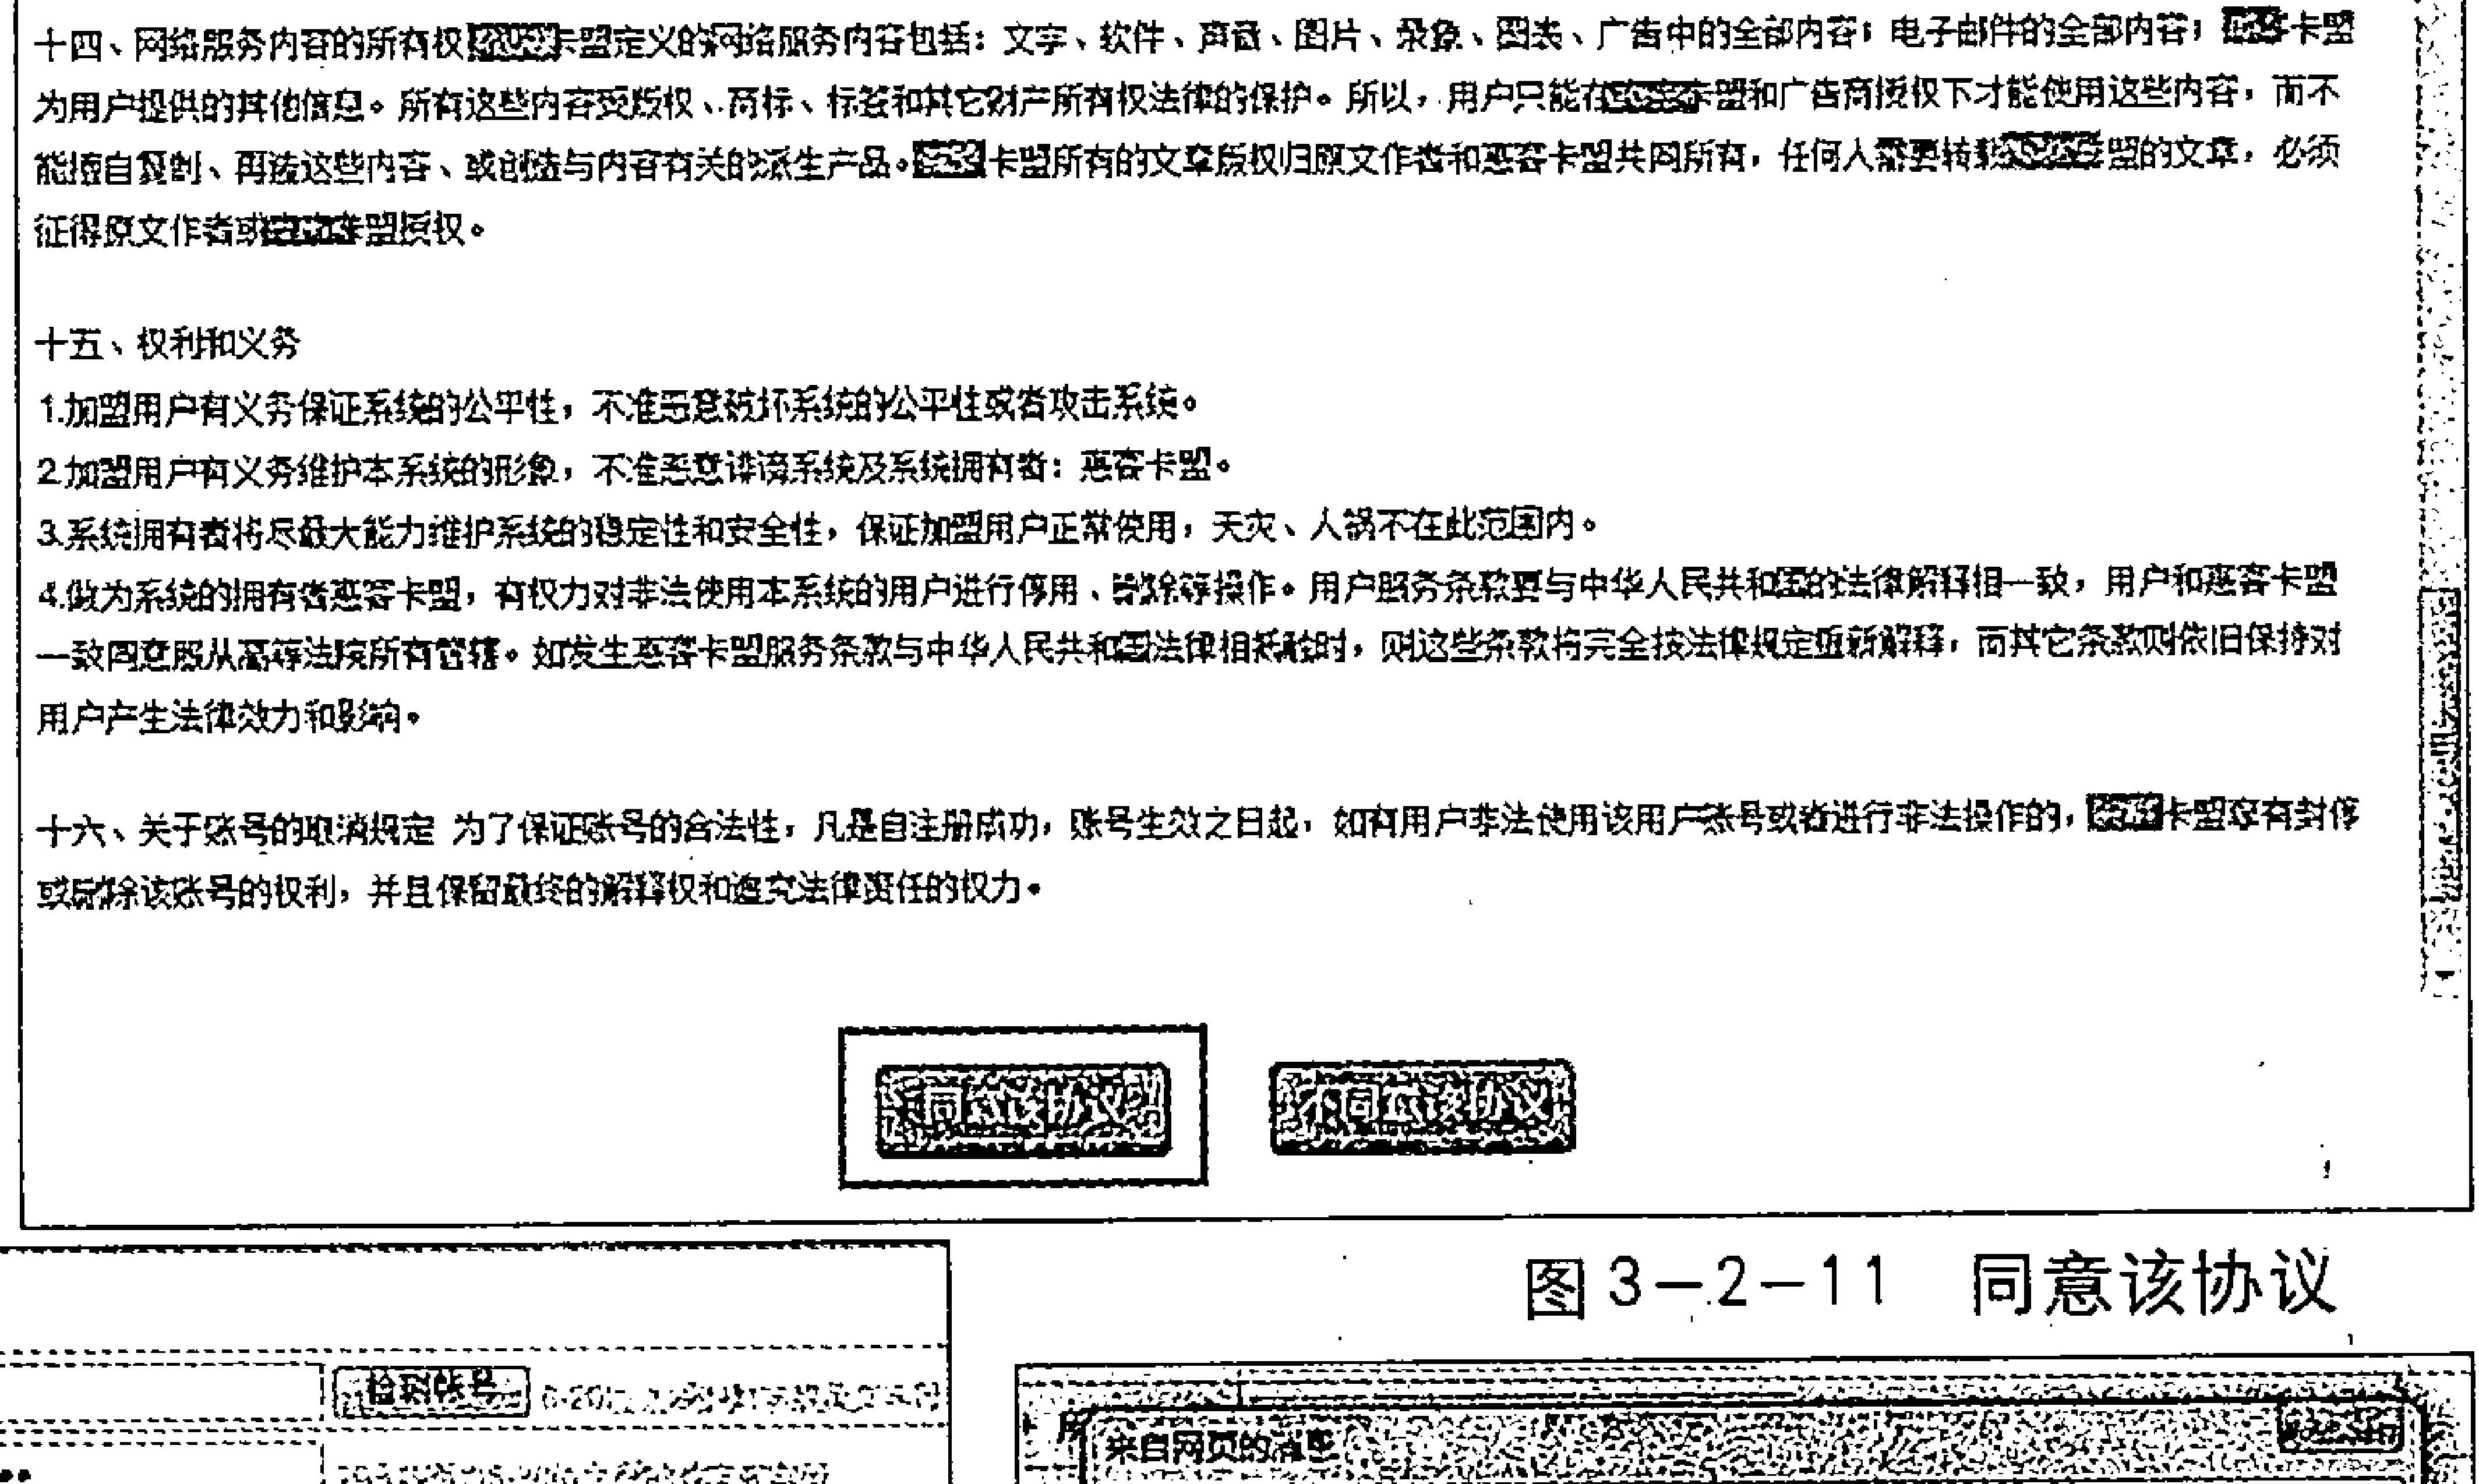 十四、网络服务内容的所有权 卡盟定义的网络服务内容包括：文字、软件、声音、图片、录象、图表、广告中的全部内容；电子邮件的全部内容；卡盟
为用户提供的其他信息。所有这些内容受版权、商标、标签和其它财产所有权法律的保护。所以，用户只能在 盟和广告商授权下才能使用这些内容，而不
能擅自复制、再造这些内容、或创造与内容有关的派生产品。卡盟所有的文章版权归原文作者和 卡盟共同所有，任何人需要转载 盟的文章，必须
征得原文作者或 盟授权。
十五、权利和义务
1.加盟用户有义务保证系统的公平性，不准恶意破坏系统的公平性或者攻击系统。
2.加盟用户有义务维护本系统的形象，不准恶意诽谤系统及系统拥有者： 卡盟。
3.系统拥有者将尽最大能力维护系统的稳定性和安全性，保证加盟用户正常使用，天灾、人祸不在此范围内。
4.做为系统的拥有者 卡盟，有权力对非法使用本系统的用户进行停用、删除等操作。用户服务条款要与中华人民共和国的法律解释相一致，用户和 卡盟
一致同意服从高等法院所有管辖。如发生 卡盟服务条款与中华人民共和国法律相抵触时，则这些条款将完全按法律规定重新解释，而其它条款则依旧保持对
用户产生法律效力和影响。
十六、关于账号的取消规定 为了保证账号的合法性，凡是自注册成功，账号生效之日起，如有用户非法使用该用户账号或者进行非法操作的，卡盟享有封停
或删除该账号的权利，并且保留最终的解释权和追究法律责任的权力。
同意该协议 不同意该协议
图3-2-11 同意该协议
检测帐号
来自网页的消息